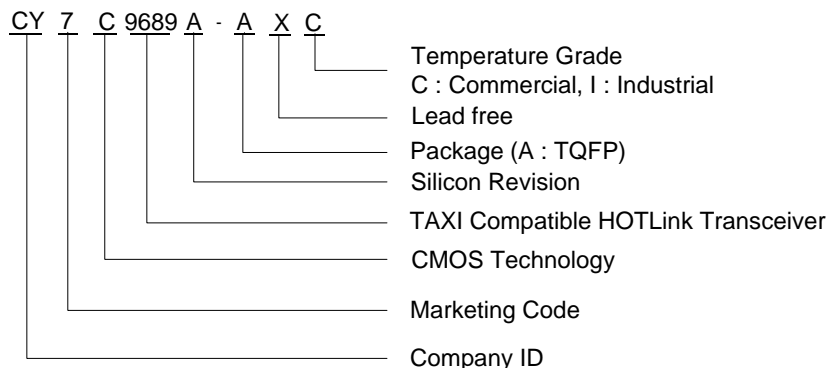 CY 7 C 9689 A - A X C
Temperature Grade
C : Commercial, I : Industrial
Lead free
Package (A : TQFP)
Silicon Revision
TAXI Compatible HOTLink Transceiver
CMOS Technology
Marketing Code
Company ID